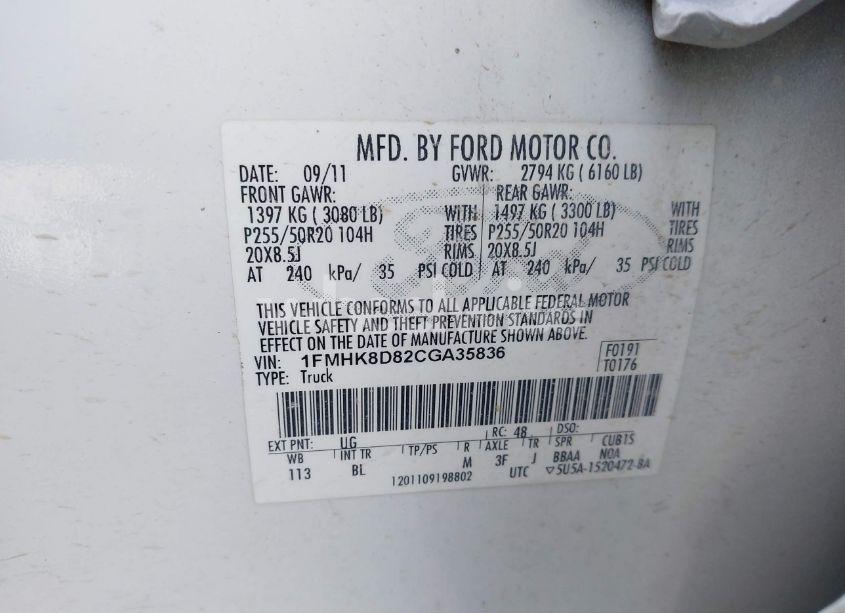 MFD. BY FORD MOTOR CO.
DATE: 09/11 GVWR: 2794 KG ( 6160 LB)
FRONT GAWR: REAR GAWR:
1397 KG ( 3080 LB) WITH 1497 KG ( 3300 LB) WITH
P255/50R20 104H TIRES P255/50R20 104H TIRES
20X8.5J RIMS 20X8.5J RIMS
AT 240 kPa/ 35 PSI COLD AT 240 kPa/ 35 PSI COLD
THIS VEHICLE CONFORMS TO ALL APPLICABLE FEDERAL MOTOR
VEHICLE SAFETY AND THEFT PREVENTION STANDARDS IN
EFFECT ON THE DATE OF MANUFACTURE SHOWN ABOVE.
VIN: 1FMHK8D82CGA35836 F0191
TYPE: Truck T0176
EXT PNT: UG RC: 48 DSO:
WB INT TR TP/PS R AXLE TR SPR CUB1S
113 BL M 3F J BBAA NOA
1201109198802 UTC ▽5U5A-1520472-BA